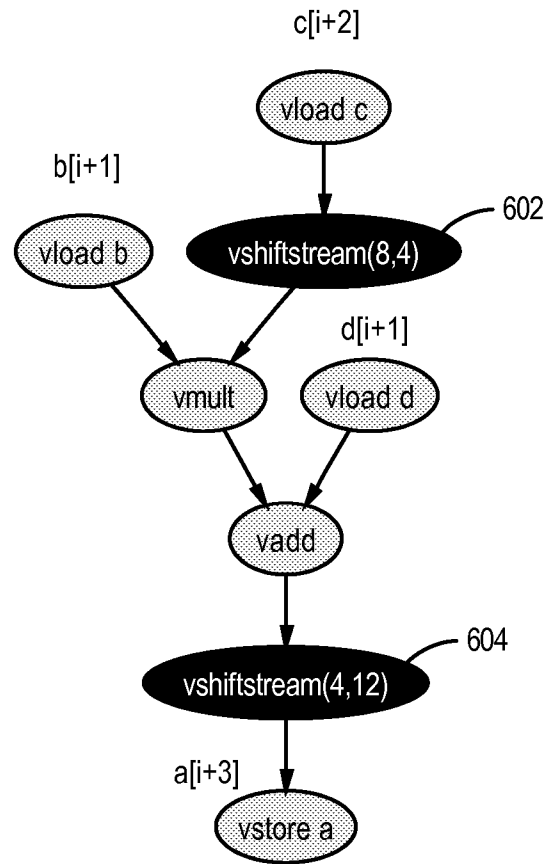 c[i+2]
vload c
b[i+1]
602
vload b
vshiftstream(8,4)
d[i+1]
vmult
vload d
vadd
604
vshiftstream(4,12)
a[i+3]
vstore a